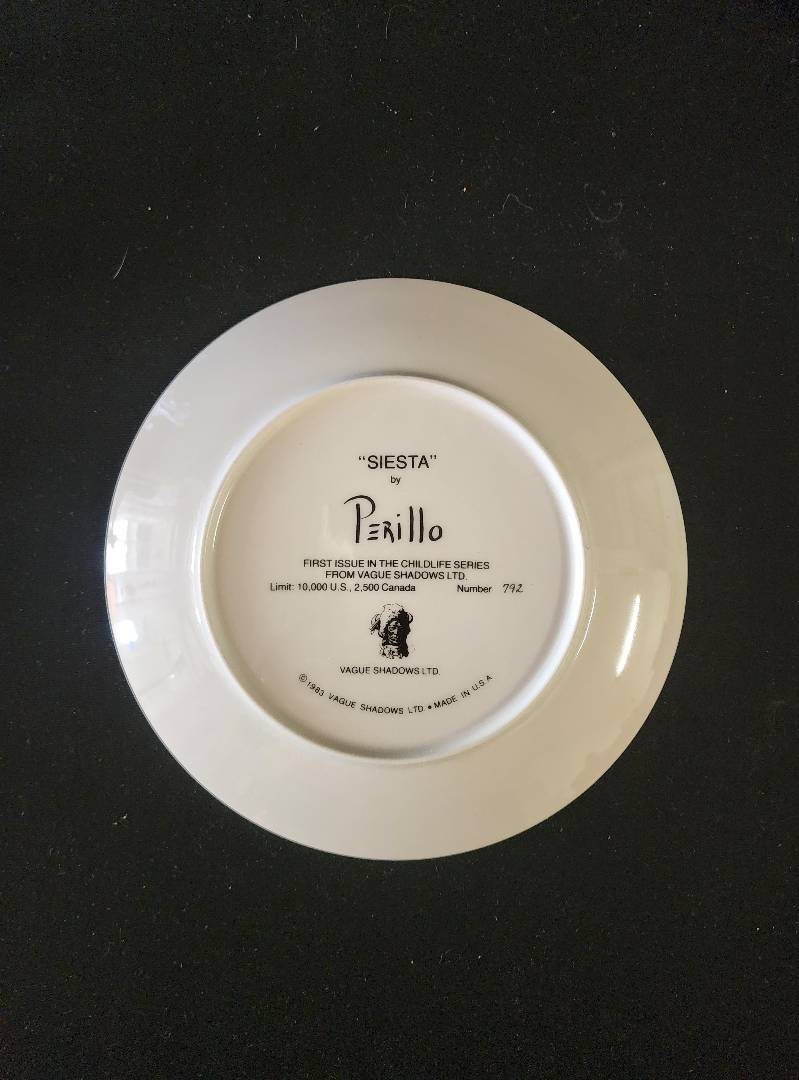 "SIESTA"
by
Perillo
FIRST ISSUE IN THE CHILDLIFE SERIES
FROM VAGUE SHADOWS LTD.
Limit: 10,000 U.S., 2,500 Canada Number 792
VAGUE SHADOWS LTD.
©1983 VAGUE SHADOWS LTD. • MADE IN U.S.A